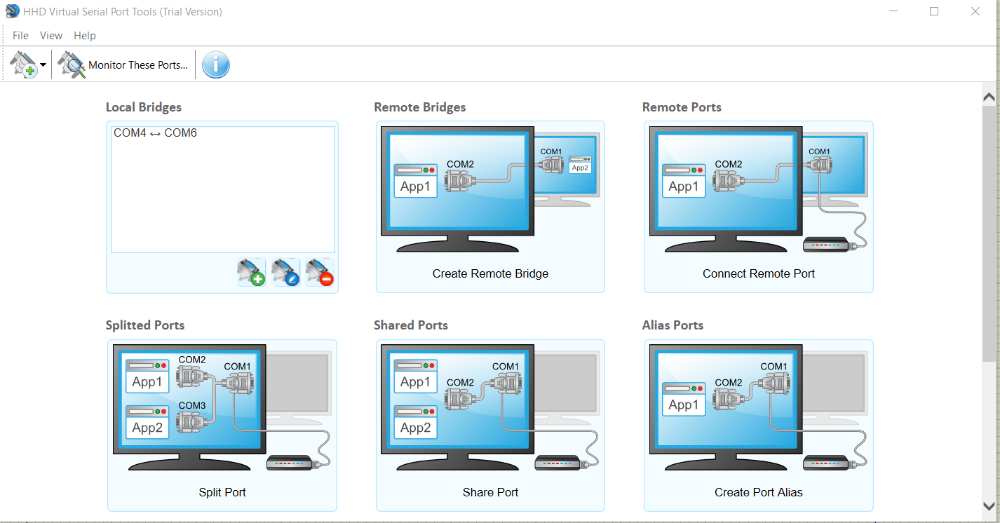 HHD Virtual Serial Port Tools (Trial Version)
File View Help
Monitor These Ports...
i
Local Bridges
COM4 ↔ COM6
Remote Bridges
COM2
COM1
App1
App2
Create Remote Bridge
Remote Ports
COM2
COM1
App1
Connect Remote Port
Splitted Ports
COM2
COM1
App1
COM3
App2
Split Port
Shared Ports
COM1
App1
COM2
App2
Share Port
Alias Ports
COM1
COM2
App1
Create Port Alias